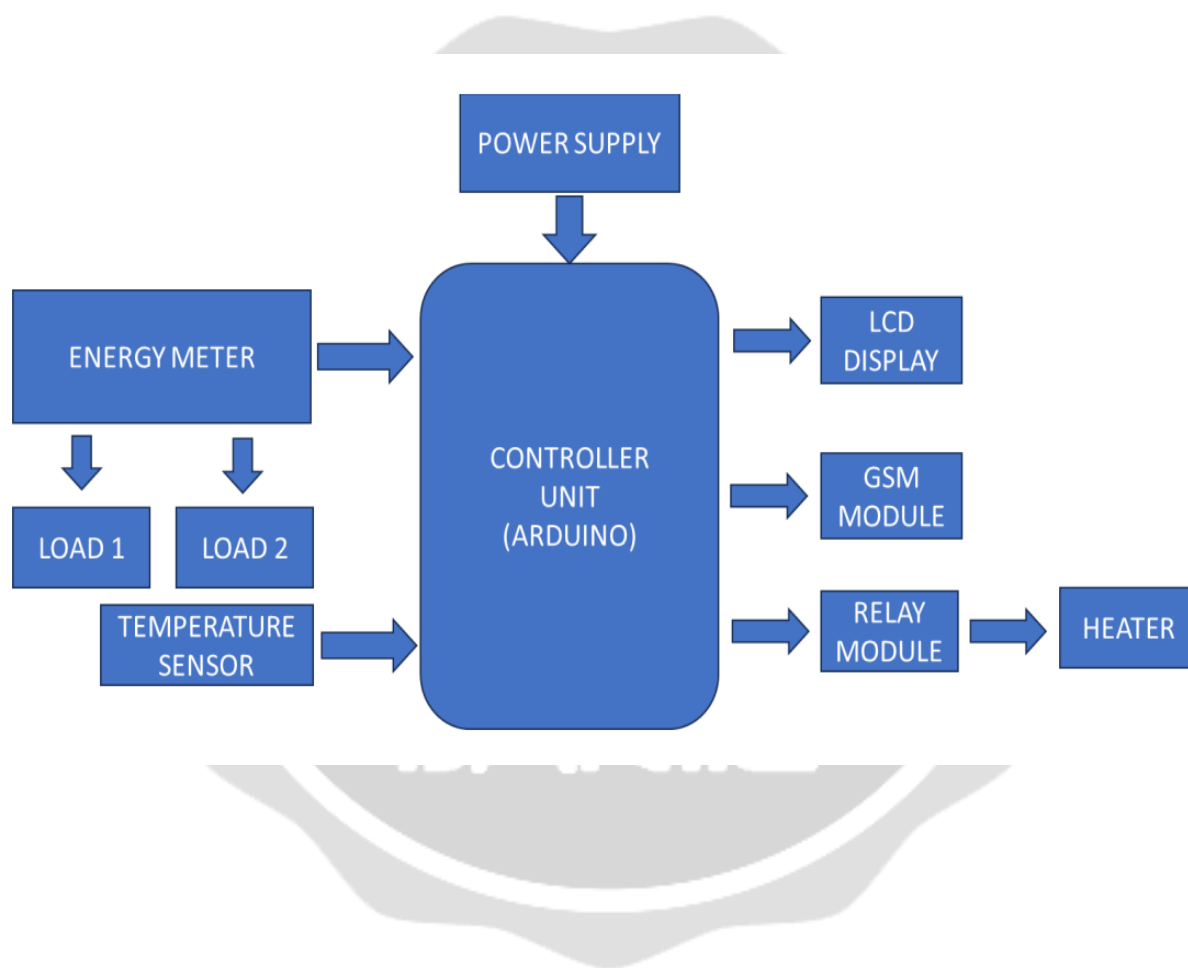 POWER SUPPLY
ENERGY METER
LCD
DISPLAY
CONTROLLER
UNIT
(ARDUINO)
GSM
MODULE
LOAD 1
LOAD 2
TEMPERATURE
SENSOR
RELAY
MODULE
HEATER